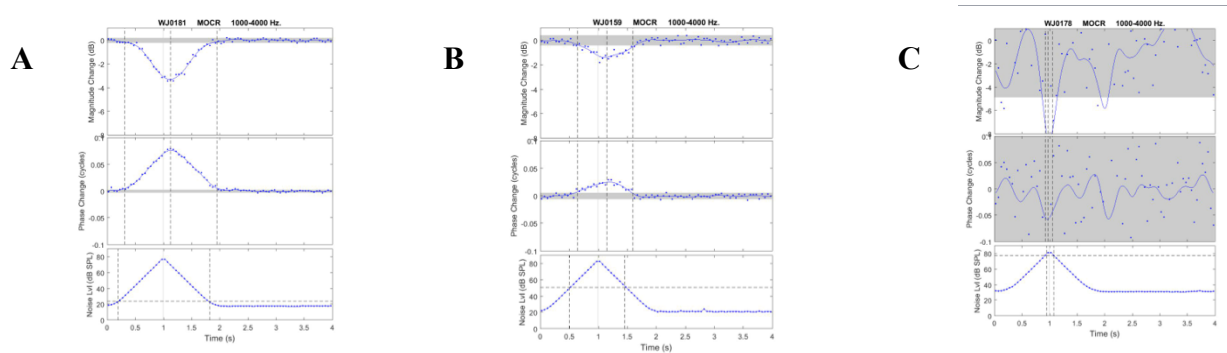 A
WJ0181 MOCR 1000-4000 Hz.
Magnitude Change (dB)
0
-2
-4
-6
-8
Phase Change (cycles)
0.1
0.05
0
-0.05
-0.1
Noise Lvl (dB SPL)
80
60
40
20
0
0 0.5 1 1.5 2 2.5 3 3.5 4
Time (s)
B
WJ0159 MOCR 1000-4000 Hz.
Magnitude Change (dB)
0
-2
-4
-6
-8
Phase Change (cycles)
0.1
0.05
0
-0.05
-0.1
Noise Lvl (dB SPL)
80
60
40
20
0
0 0.5 1 1.5 2 2.5 3 3.5 4
Time (s)
C
WJ0178 MOCR 1000-4000 Hz.
Magnitude Change (dB)
0
-2
-4
-6
-8
Phase Change (cycles)
0.1
0.05
0
-0.05
-0.1
Noise Lvl (dB SPL)
80
60
40
20
0
0 0.5 1 1.5 2 2.5 3 3.5 4
Time (s)